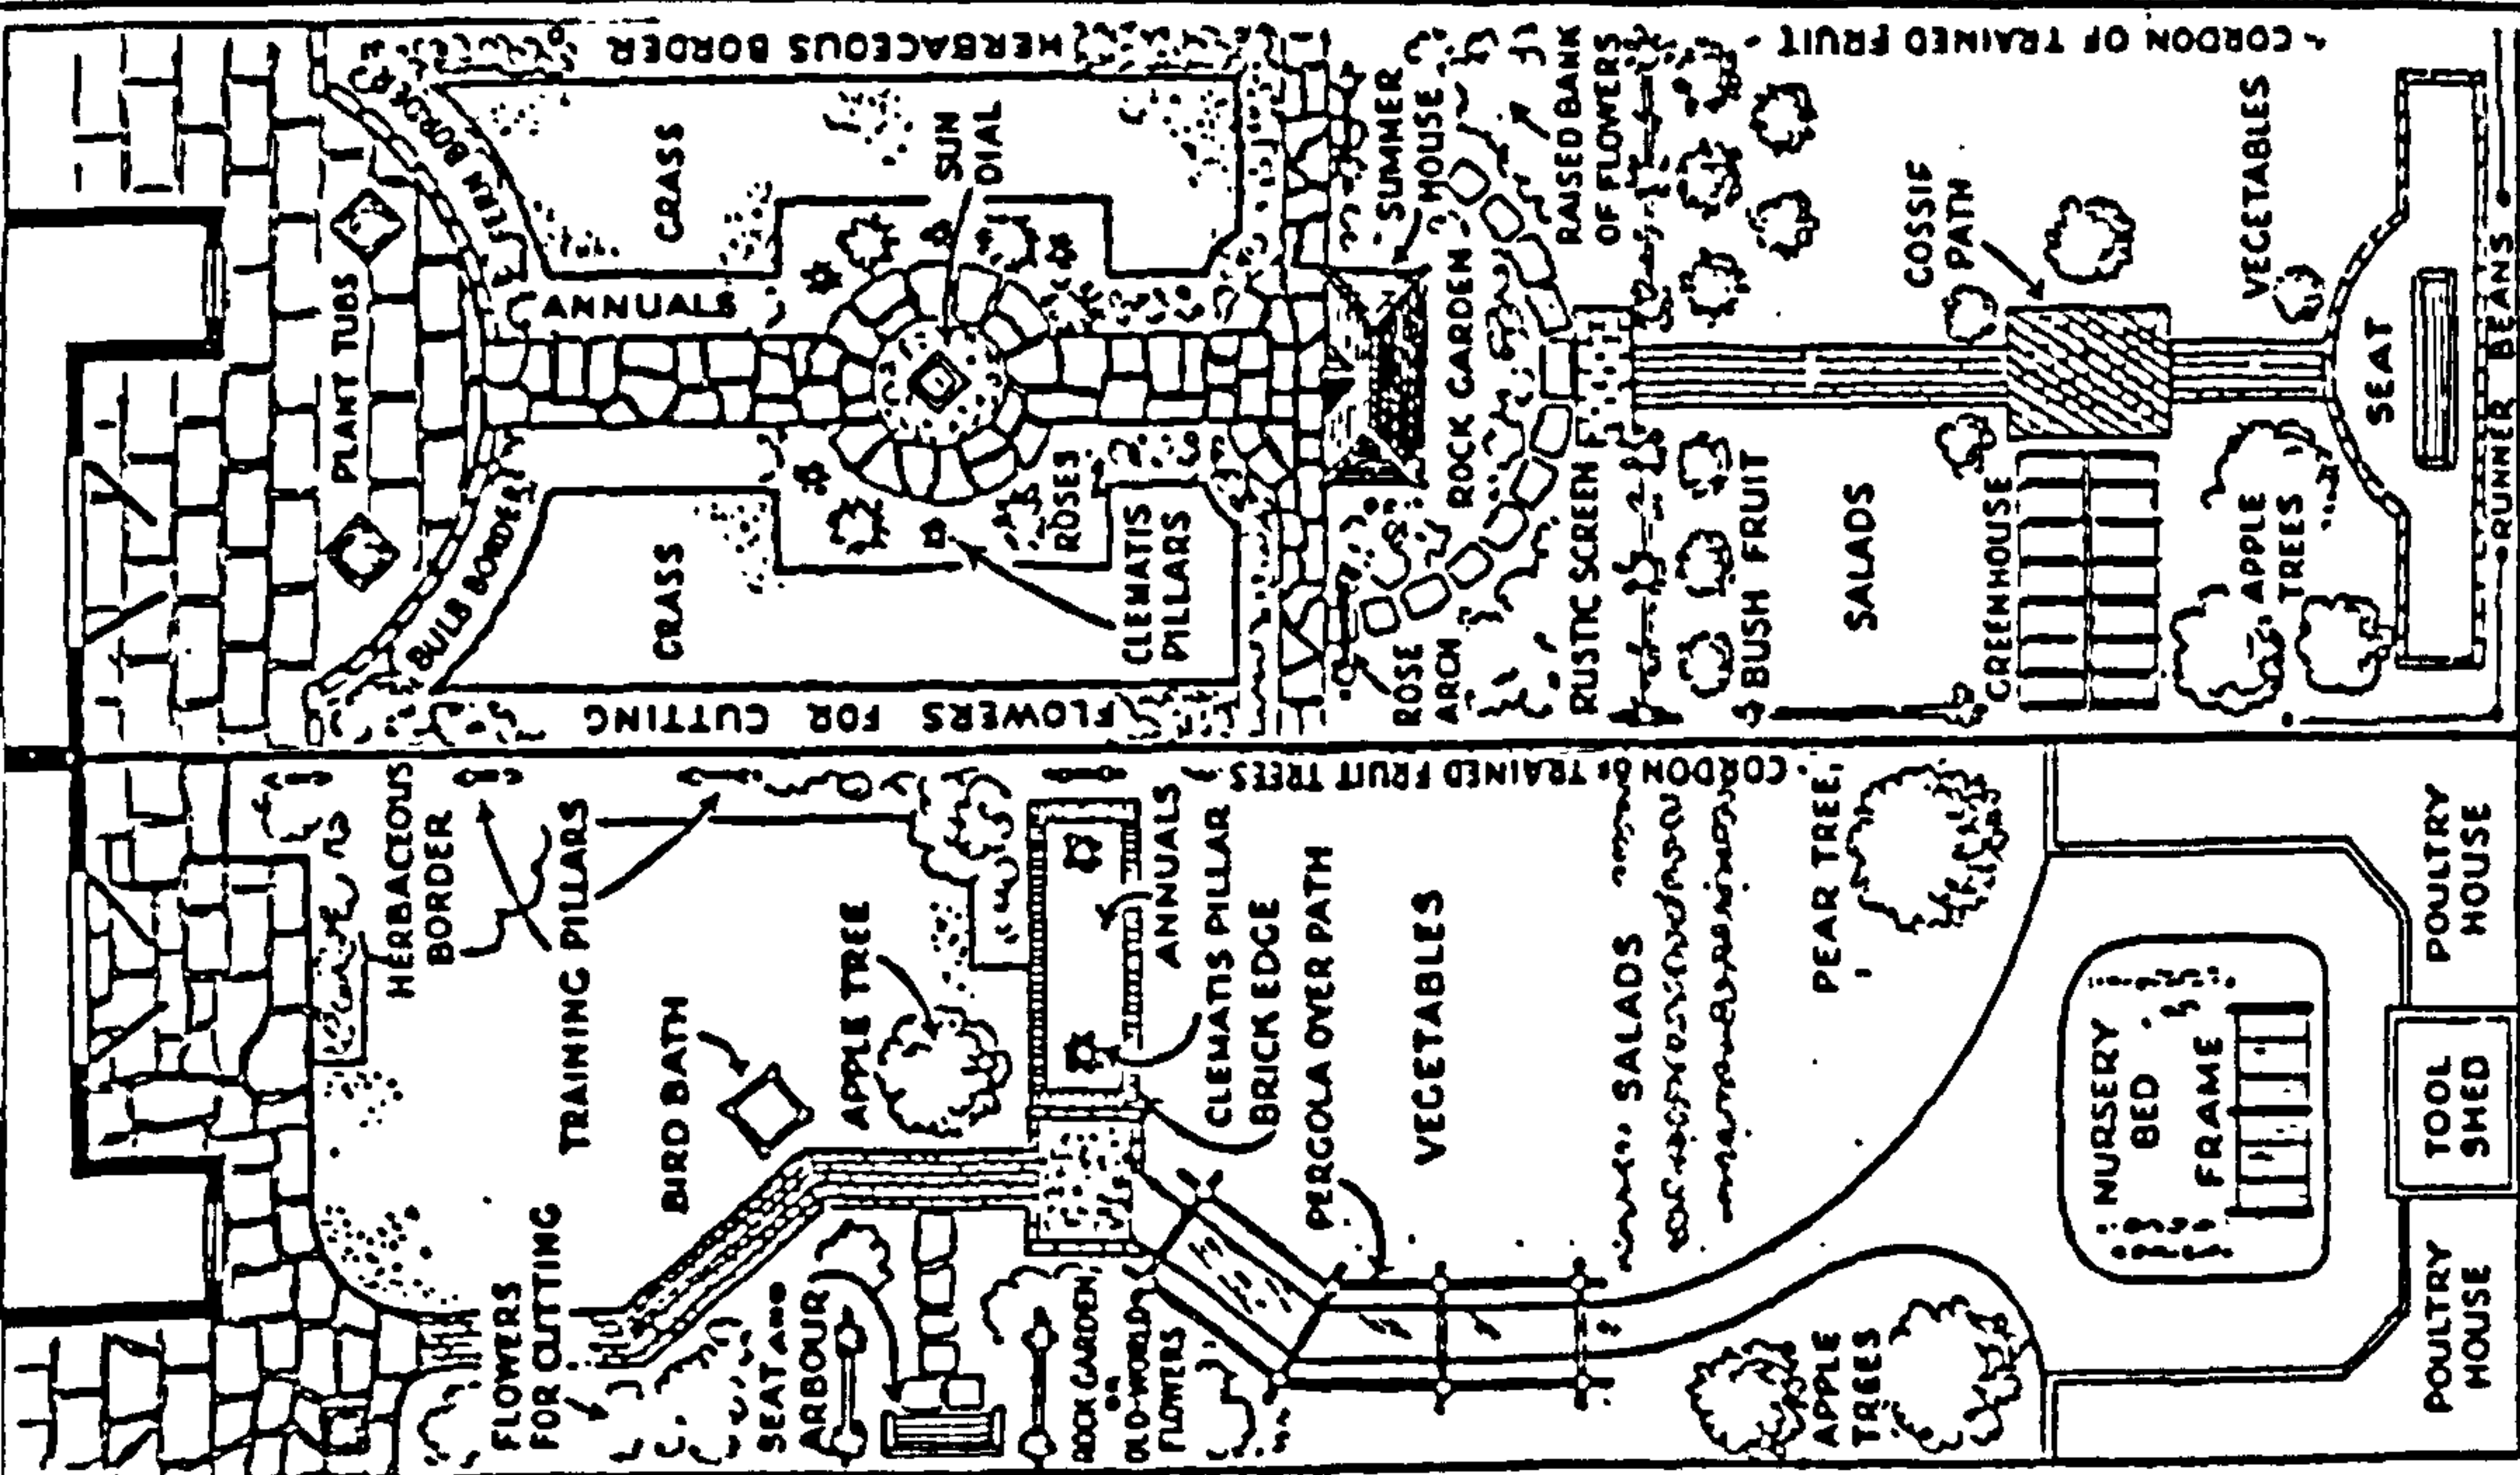 HERBACEOUS BORDER
CORDON OF TRAINED FRUIT
BULB BORDER
GRASS
SUN
DIAL
SUMMER
HOUSE
RAISED BANK
OF FLOWERS
GOSSIP
PATH
VEGETABLES
PLANT TUBS
ANNUALS
ROCK GARDEN
SEAT
RUNNER BEANS
BULB BORDER
GRASS
ROSES
CLEMATIS
PILLARS
ROSE
ARCH
RUSTIC SCREEN
BUSH FRUIT
SALADS
GREENHOUSE
APPLE
TREES
FLOWERS FOR CUTTING
HERBACEOUS
BORDER
TRAINING PILLARS
CORDON OF TRAINED FRUIT TREES
BIRD BATH
APPLE TREE
ANNUALS
CLEMATIS PILLAR
BRICK EDGE
PERGOLA OVER PATH
VEGETABLES
SALADS
PEAR TREE
POULTRY
HOUSE
NURSERY
BED
FRAME
TOOL
SHED
FLOWERS
FOR CUTTING
SEAT AND
ARBOUR
ROCK GARDEN
OR
OLD-WORLD
FLOWERS
APPLE
TREES
POULTRY
HOUSE